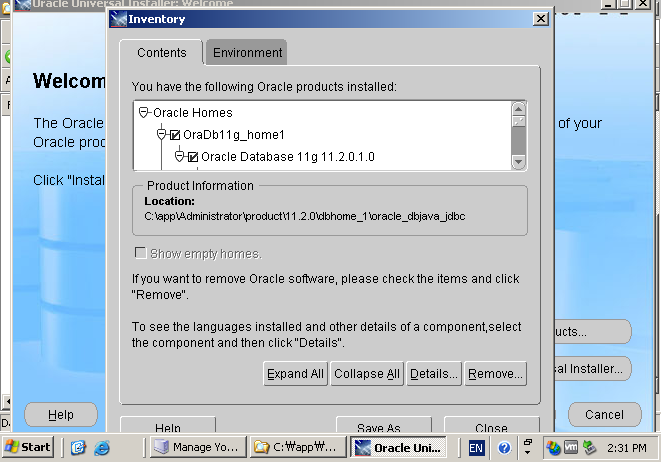 Oracle Universal Installer: Welcome
Inventory
Contents
Environment
Welcom
You have the following Oracle products installed:
Oracle Homes
OraDb11g_home1
Oracle Database 11g 11.2.0.1.0
The Oracle
of your
Oracle proc
Click "Instal
Product Information
Location:
C:\app\Administrator\product\11.2.0\dbhome_1\oracle_dbjava_jdbc
Show empty homes.
If you want to remove Oracle software, please check the items and click
"Remove".
To see the languages installed and other details of a component,select
the component and then click "Details".
ucts...
sal Installer...
Expand All
Collapse All
Details...
Remove...
Help
Cancel
Help
Save As
Close
Start
Manage Yo...
C:₩app₩...
Oracle Uni...
EN
2:31 PM